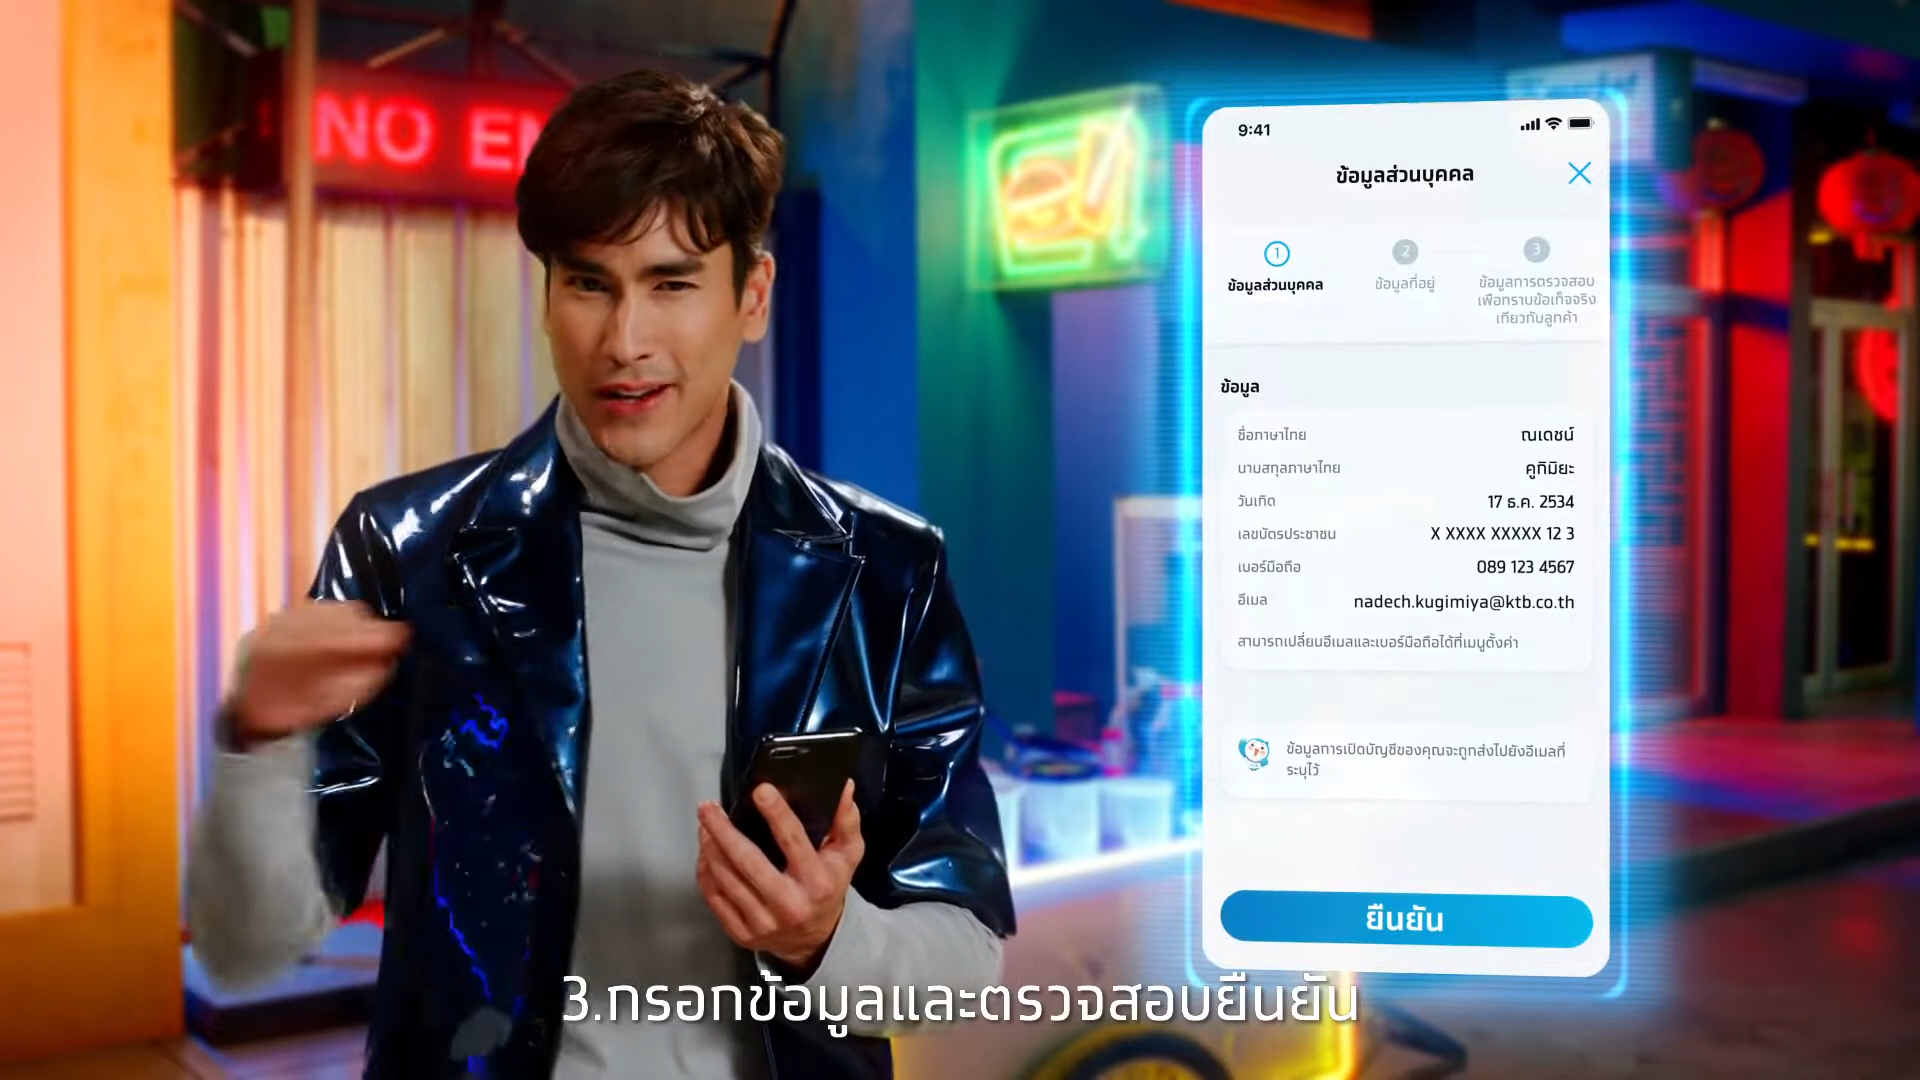 NO EN
9:41
ข้อมูลส่วนบุคคล
1
2
3
ข้อมูลส่วนบุคคล
ข้อมูลที่อยู่
ข้อมูลการตรวจสอบ
เพื่อทราบข้อเท็จจริง
เกี่ยวกับลูกค้า
ข้อมูล
ชื่อภาษาไทย ณเดชน์
นามสกุลภาษาไทย คูกิมิยะ
วันเกิด 17 ธ.ค. 2534
เลขบัตรประชาชน X XXXX XXXXX 12 3
เบอร์มือถือ 089 123 4567
อีเมล nadech.kugimiya@ktb.co.th
สามารถเปลี่ยนอีเมลและเบอร์มือถือได้ที่เมนูตั้งค่า
ข้อมูลการเปิดบัญชีของคุณจะถูกส่งไปยังอีเมลที่
ระบุไว้
ยืนยัน
3.กรอกข้อมูลและตรวจสอบยืนยัน